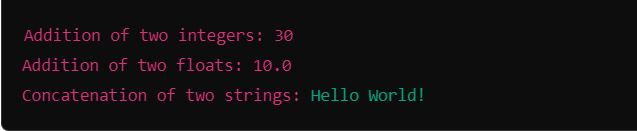 Addition of two integers: 30
Addition of two floats: 10.0
Concatenation of two strings: Hello World!